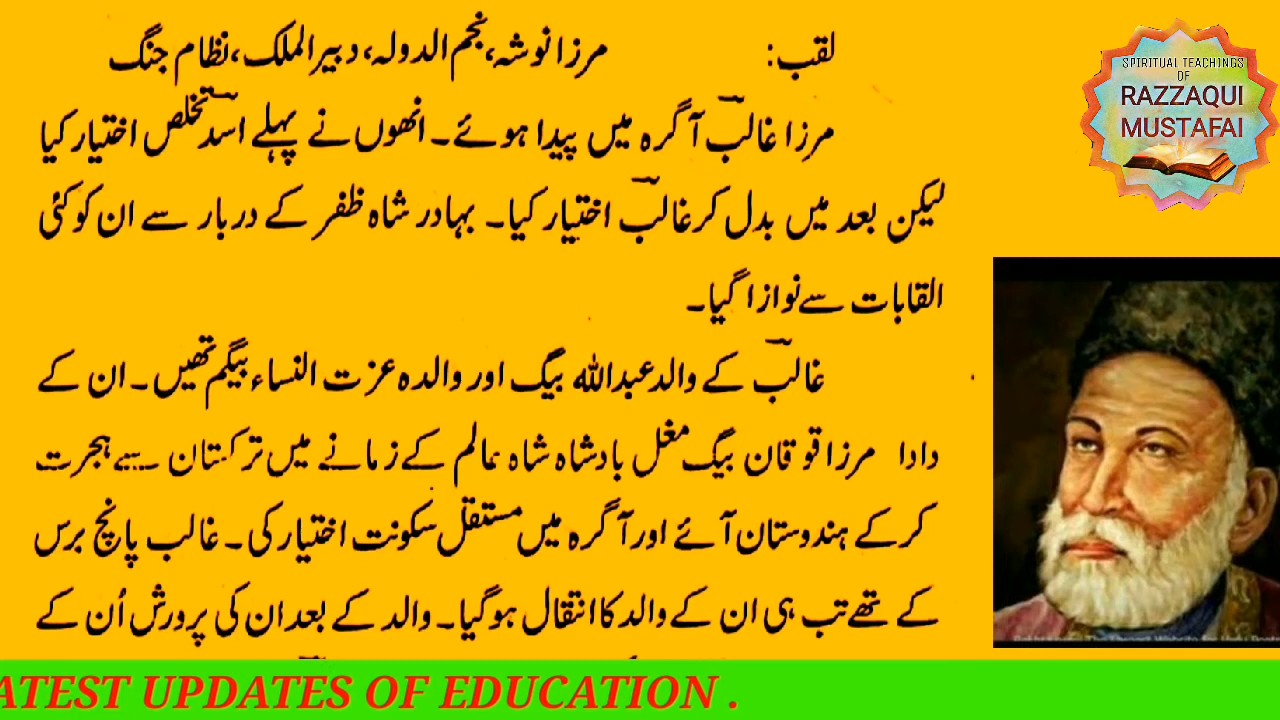 لقب: مرزا نوشہ، نجم الدولہ، دبیر الملک، نظام جنگ
مرزا غالبؔ آگرہ میں پیدا ہوئے۔ انھوں نے پہلے اسدؔ تخلص اختیار کیا
لیکن بعد میں بدل کر غالبؔ اختیار کیا۔ بہادر شاہ ظفر کے دربار سے ان کو کئی
القابات سے نوازا گیا۔
غالبؔ کے والد عبداللہ بیگ اور والدہ عزت النساء بیگم تھیں۔ ان کے
دادا مرزا قوقان بیگ مغل بادشاہ شاہ عالم کے زمانے میں ترکستان سے ہجرت
کرکے ہندوستان آئے اور آگرہ میں مستقل سکونت اختیار کی۔ غالب پانچ برس
کے تھے تب ہی ان کے والد کا انتقال ہوگیا۔ والد کے بعد ان کی پرورش اُن کے
SPIRITUAL TEACHINGS
OF
RAZZAQUI
MUSTAFAI
ATEST UPDATES OF EDUCATION .